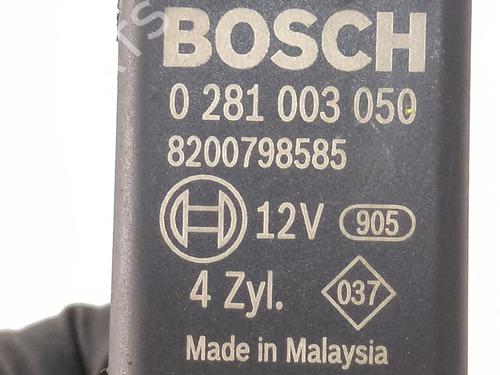 BOSCH
0 281 003 050
8200798585
12V 905
4 Zyl. 037
Made in Malaysia